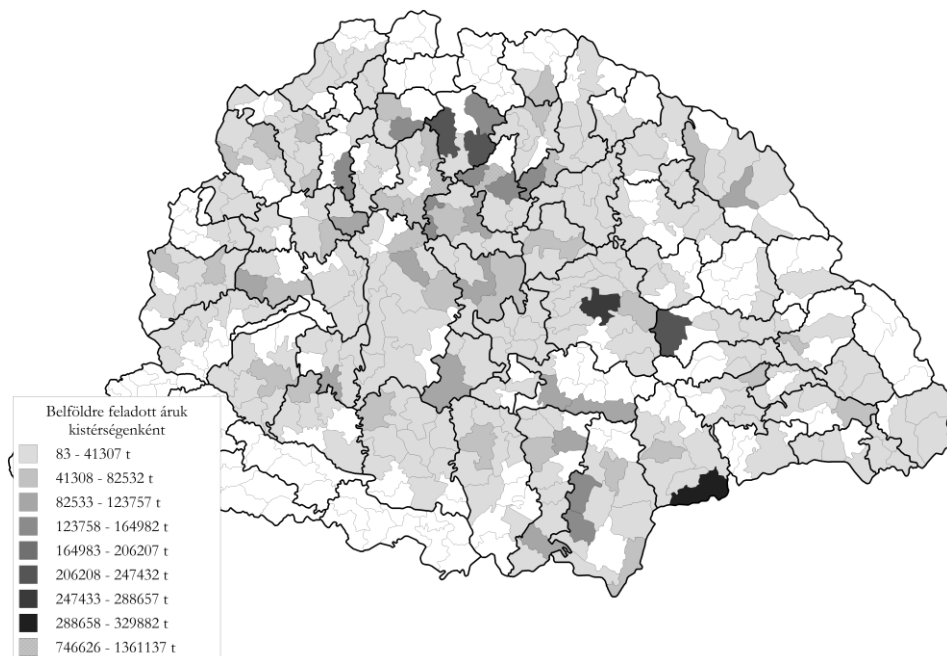 Belföldre feladott áruk
kistérségenként
83 - 41307 t
41308 - 82532 t
82533 - 123757 t
123758 - 164982 t
164983 - 206207 t
206208 - 247432 t
247433 - 288657 t
288658 - 329882 t
746626 - 1361137 t